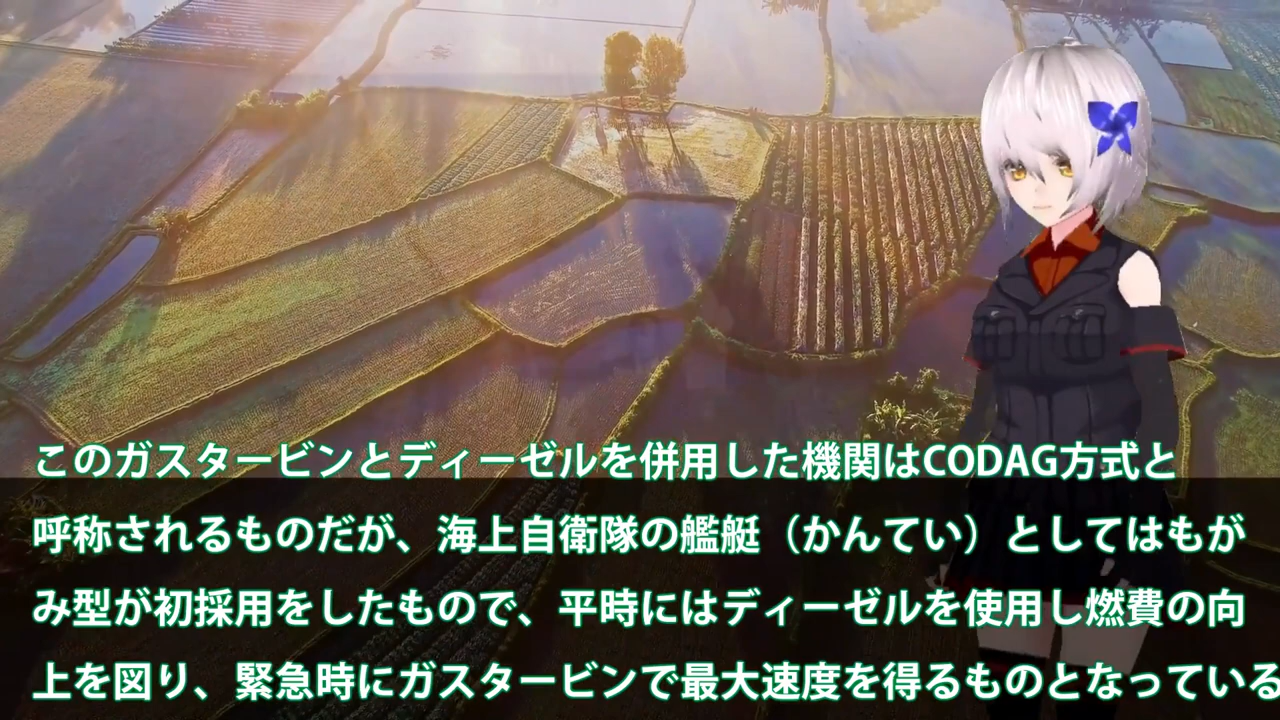 このガスタービンとディーゼルを併用した機関はCODAG方式と
呼称されるものだが、海上自衛隊の艦艇（かんてい）としてはもが
み型が初採用をしたもので、平時にはディーゼルを使用し燃費の向
上を図り、緊急時にガスタービンで最大速度を得るものとなっている